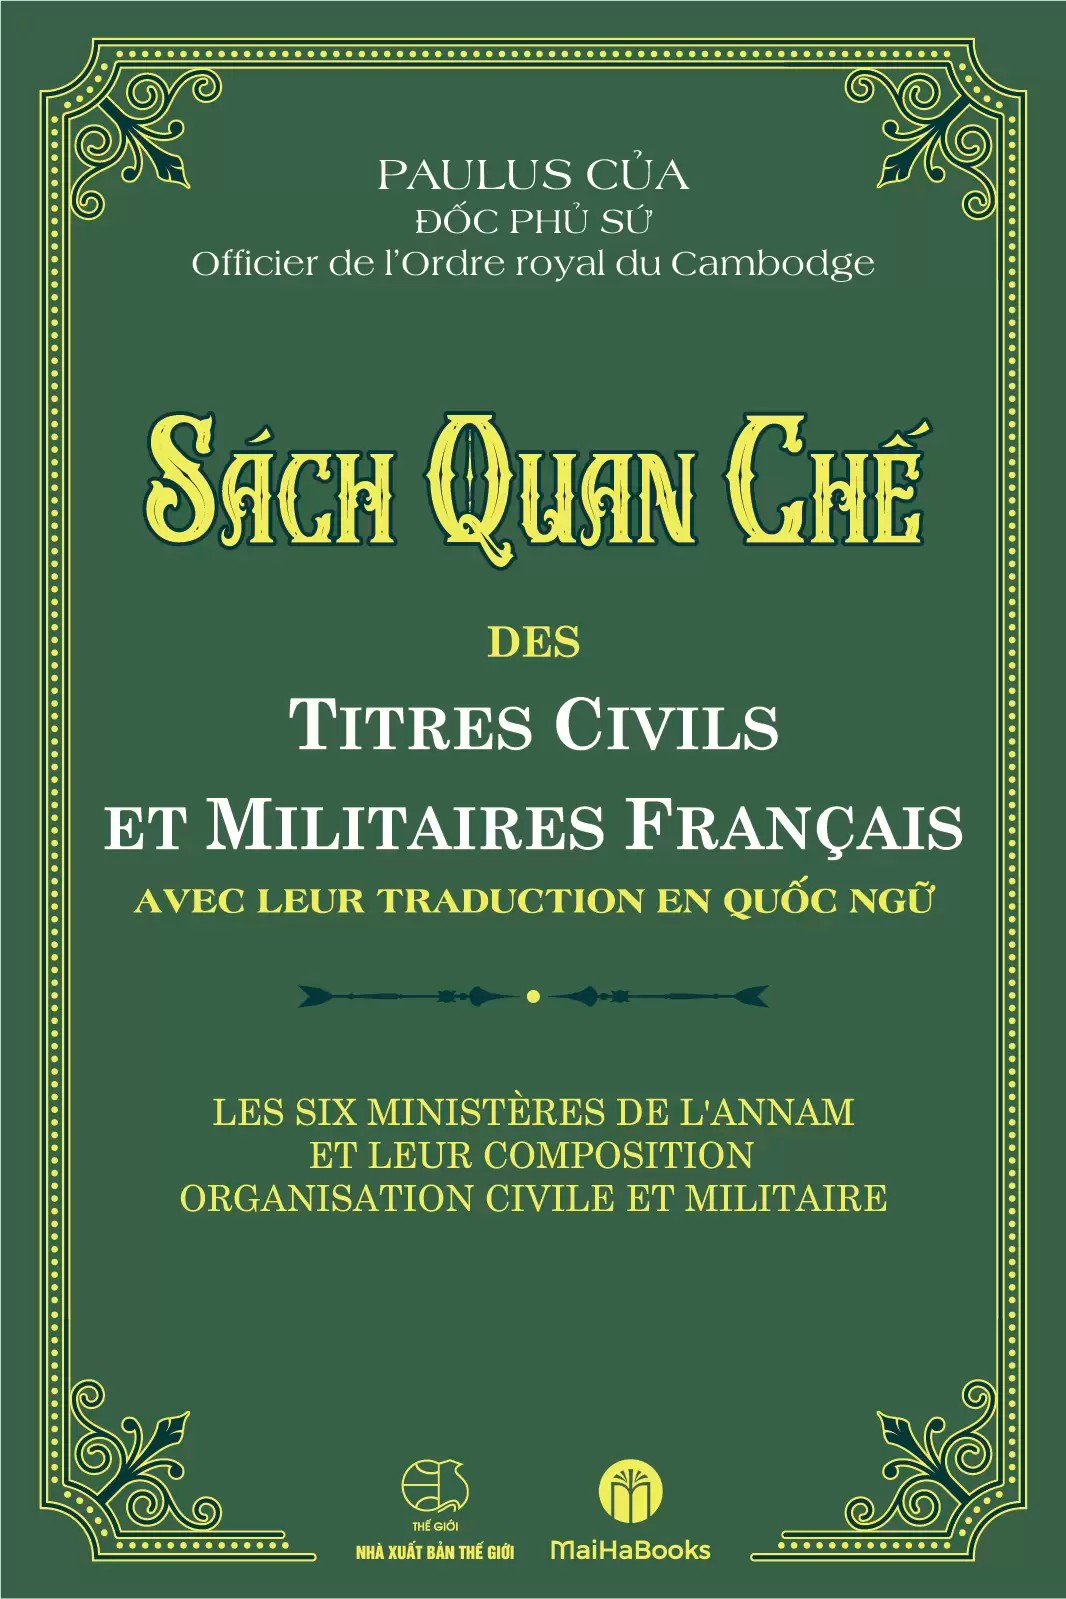 PAULUS CỦA
ĐỐC PHỦ SỨ
Officier de l'Ordre royal du Cambodge
SÁCH QUAN CHẾ
DES
TITRES CIVILS
ET MILITAIRES FRANÇAIS
AVEC LEUR TRADUCTION EN QUỐC NGỮ
LES SIX MINISTÈRES DE L'ANNAM
ET LEUR COMPOSITION
ORGANISATION CIVILE ET MILITAIRE
THẾ GIỚI
NHÀ XUẤT BẢN THẾ GIỚI
MaiHaBooks